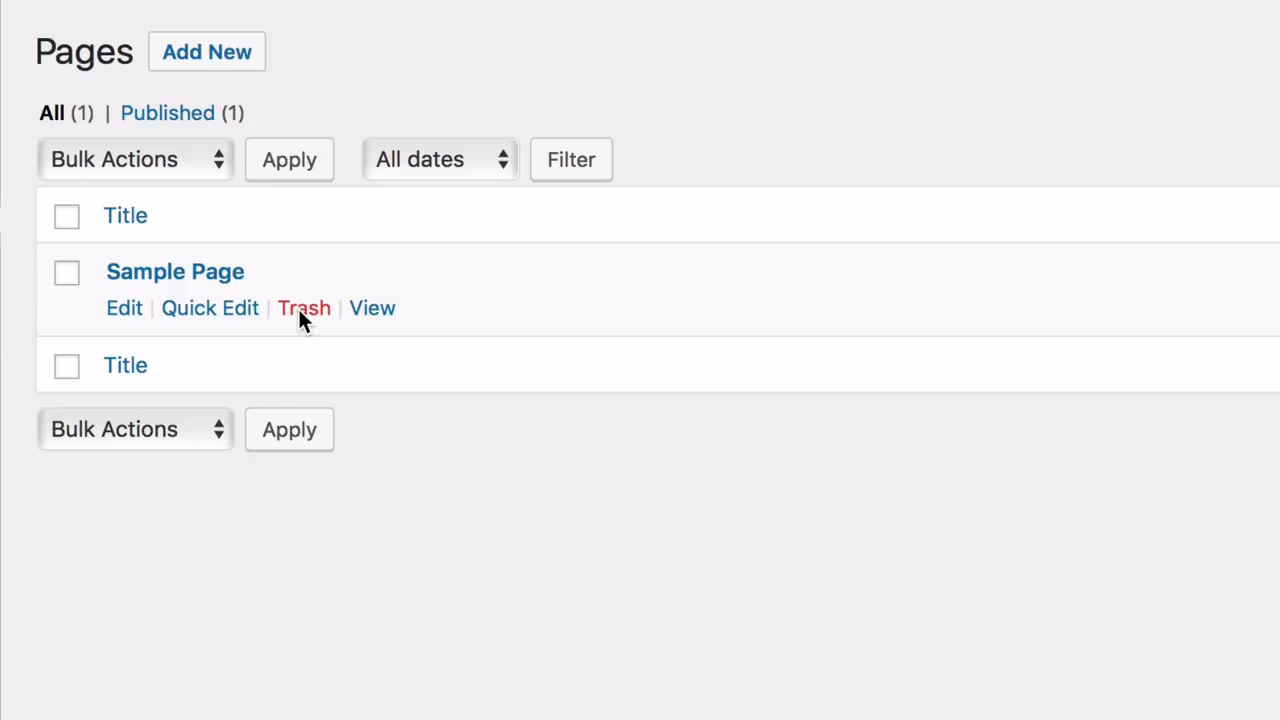 Pages Add New
All (1) | Published (1)
Bulk Actions Apply All dates Filter
Title
Sample Page
Edit | Quick Edit | Trash | View
Title
Bulk Actions Apply